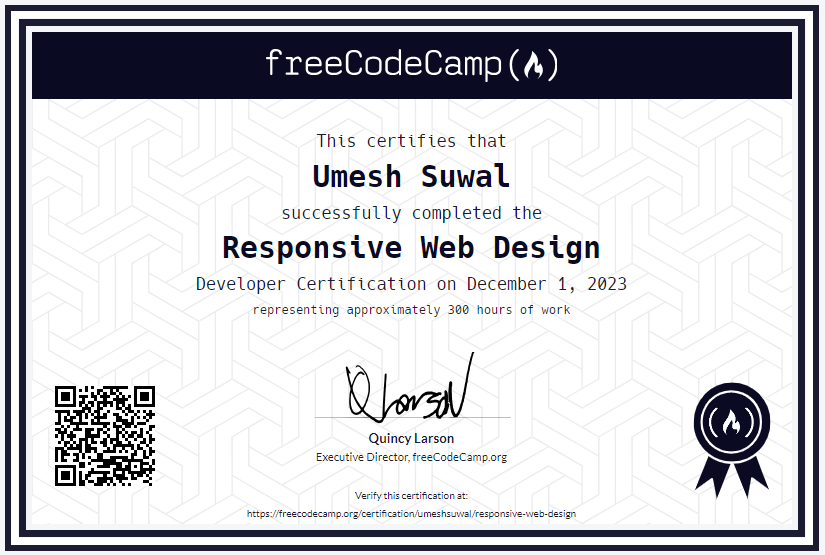 freeCodeCamp(🔥)
This certifies that
Umesh Suwal
successfully completed the
Responsive Web Design
Developer Certification on December 1, 2023
representing approximately 300 hours of work
Quincy Larson
Executive Director, freeCodeCamp.org
Verify this certification at:
https://freecodecamp.org/certification/umeshsuwal/responsive-web-design